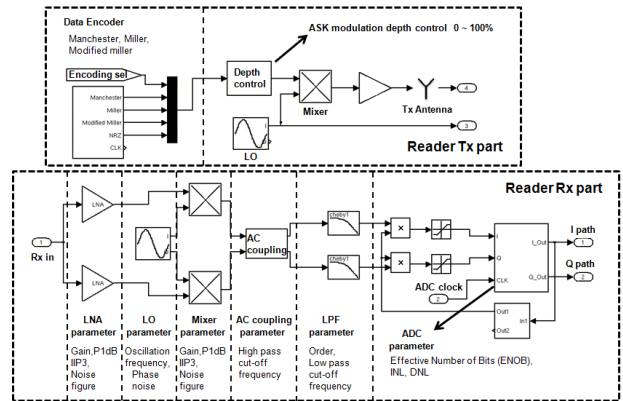 Data Encoder
Manchester, Miller,
Modified miller
Encoding sel
Manchester
Miller
Modified Miller
NRZ
CLK
ASK modulation depth control 0 ~ 100%
Depth
control
Mixer
Tx Antenna
4
3
LO
Reader Tx part
Reader Rx part
1
Rx in
LNA
LNA
AC
coupling
cheby1
cheby1
×
×
I
Q
CLK
I_Out
Q_Out
I path
1
Q path
2
ADC clock
2
Out1
Out2
In1
LNA
parameter
Gain,P1dB
IIP3,
Noise
figure
LO
parameter
Oscillation
frequency,
Phase
noise
Mixer
parameter
Gain,P1dB
IIP3,
Noise
figure
AC coupling
parameter
High pass
cut-off
frequency
LPF
parameter
Order,
Low pass
cut-off
frequency
ADC
parameter
Effective Number of Bits (ENOB),
INL, DNL